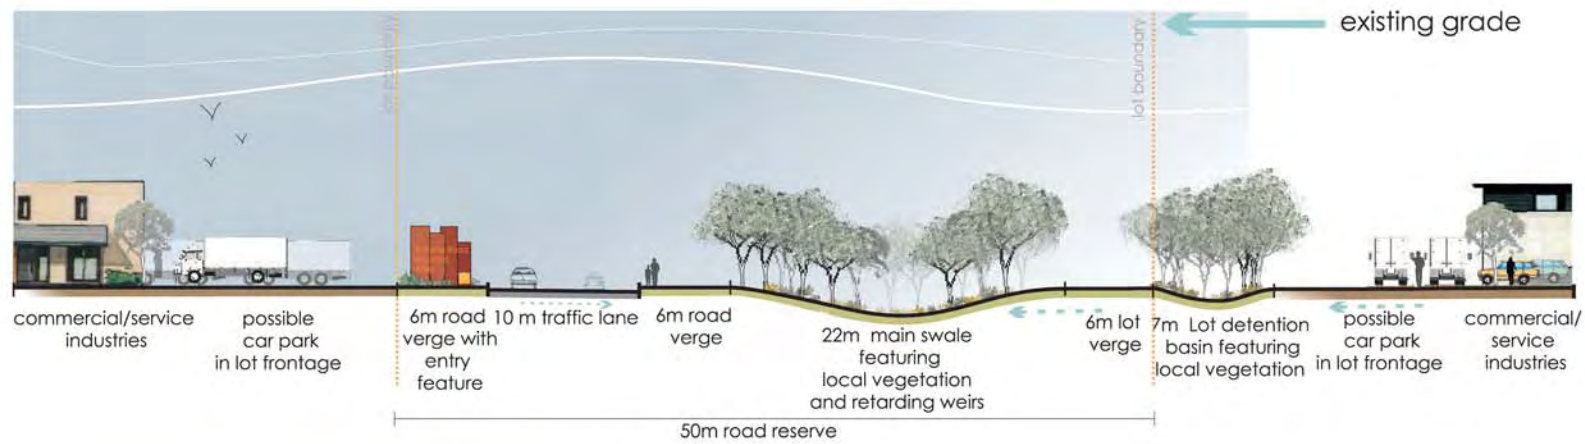 existing grade
lot boundary
lot boundary
commercial/service
industries
possible
car park
in lot frontage
6m road
verge with
entry
feature
10 m traffic lane
6m road
verge
22m main swale
featuring
local vegetation
and retarding weirs
6m lot
verge
7m Lot detention
basin featuring
local vegetation
possible
car park
in lot frontage
commercial/
service
industries
50m road reserve